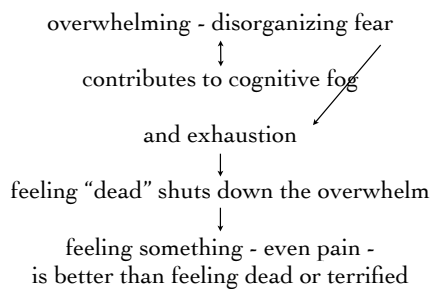 overwhelming - disorganizing fear
contributes to cognitive fog
and exhaustion
feeling “dead” shuts down the overwhelm
feeling something - even pain -
is better than feeling dead or terrified